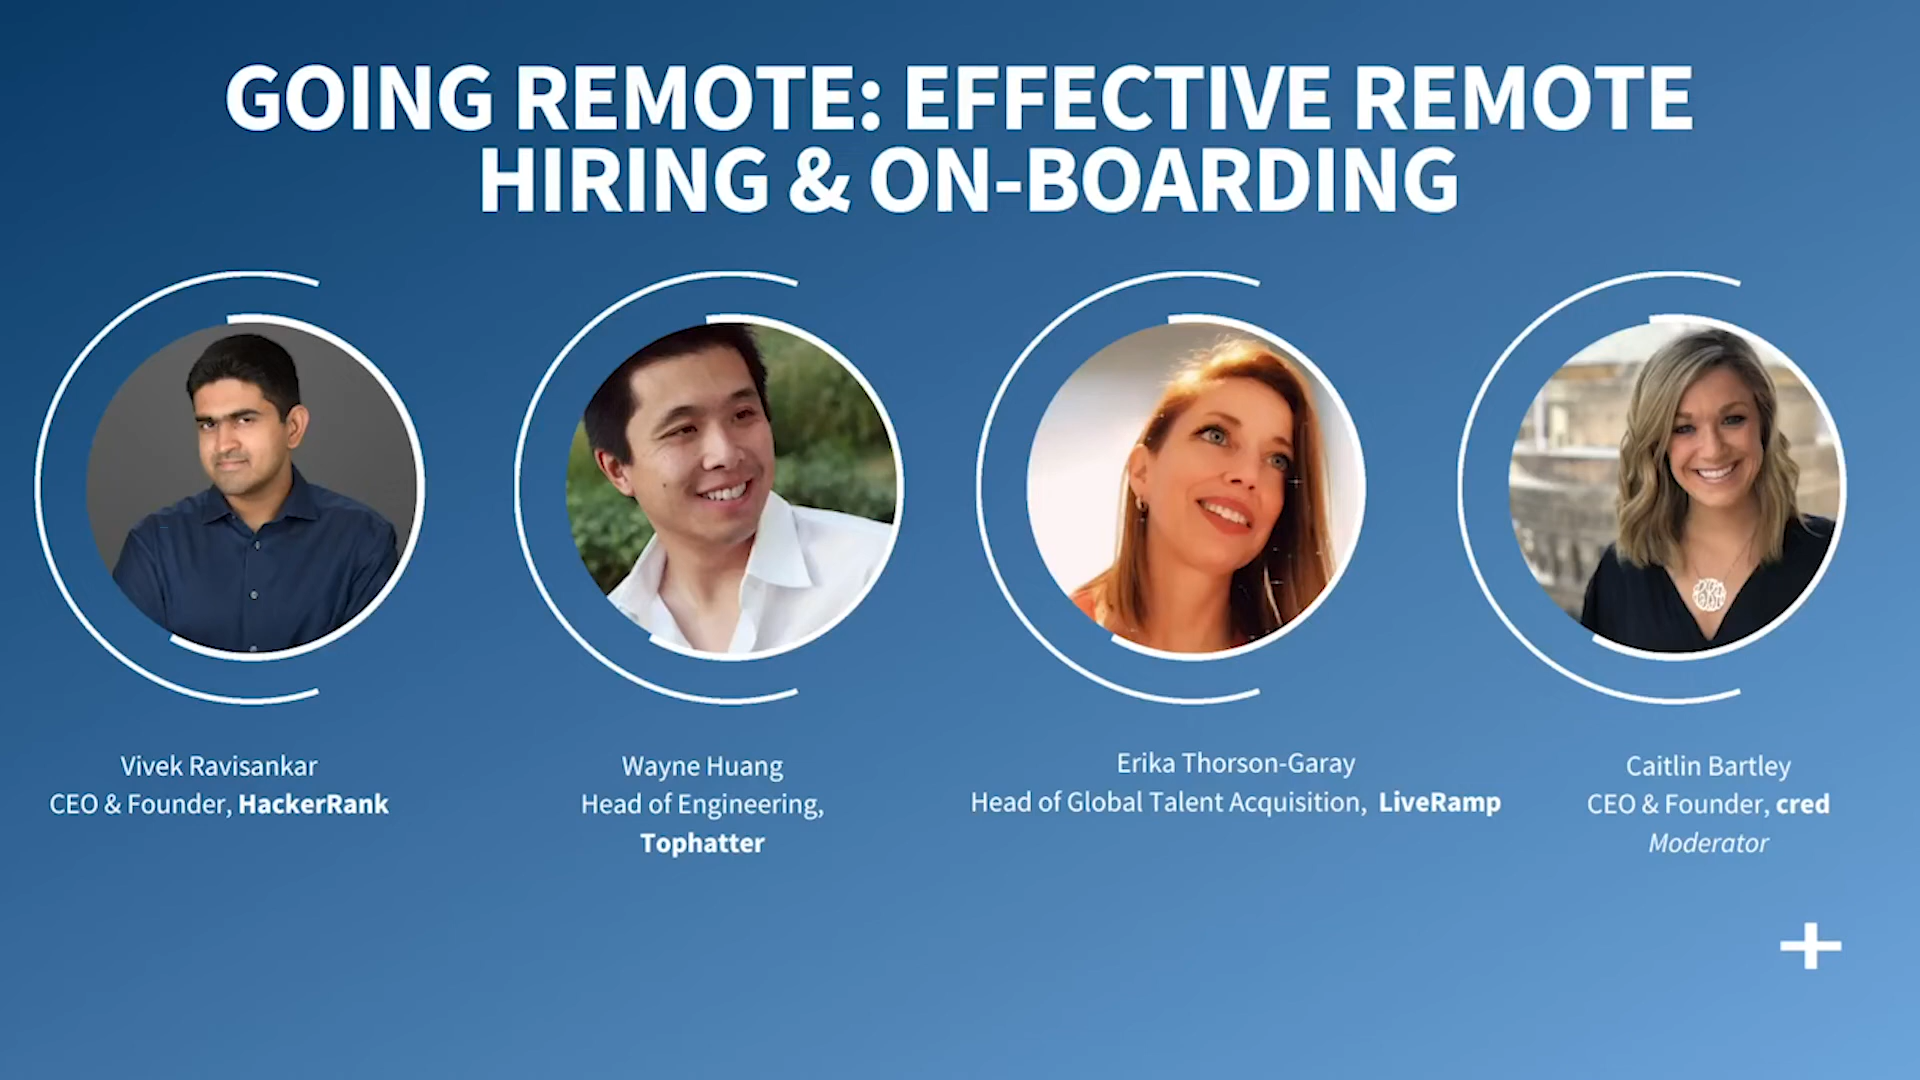 GOING REMOTE: EFFECTIVE REMOTE
HIRING & ON-BOARDING
Vivek Ravisankar
CEO & Founder, HackerRank
Wayne Huang
Head of Engineering,
Tophatter
Erika Thorson-Garay
Head of Global Talent Acquisition, LiveRamp
Caitlin Bartley
CEO & Founder, cred
Moderator